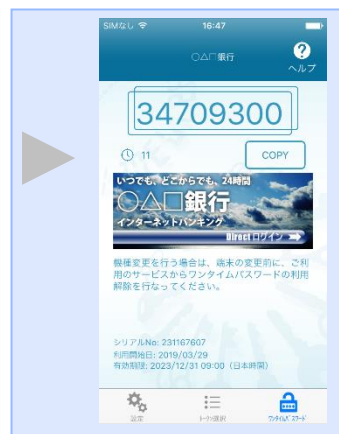 SIMなし 16:47
○△□銀行
?
ヘルプ
34709300
11
COPY
いつでも、どこからでも、24時間
○△□銀行
インターネットバンキング
Directログイン
機種変更を行う場合は、端末の変更前に、ご利
用のサービスからワンタイムパスワードの利用
解除を行なってください。
シリアルNo: 231167607
利用開始日: 2019/03/29
有効期限: 2023/12/31 09:00（日本時間）
設定
トークン選択
ワンタイムパスワード